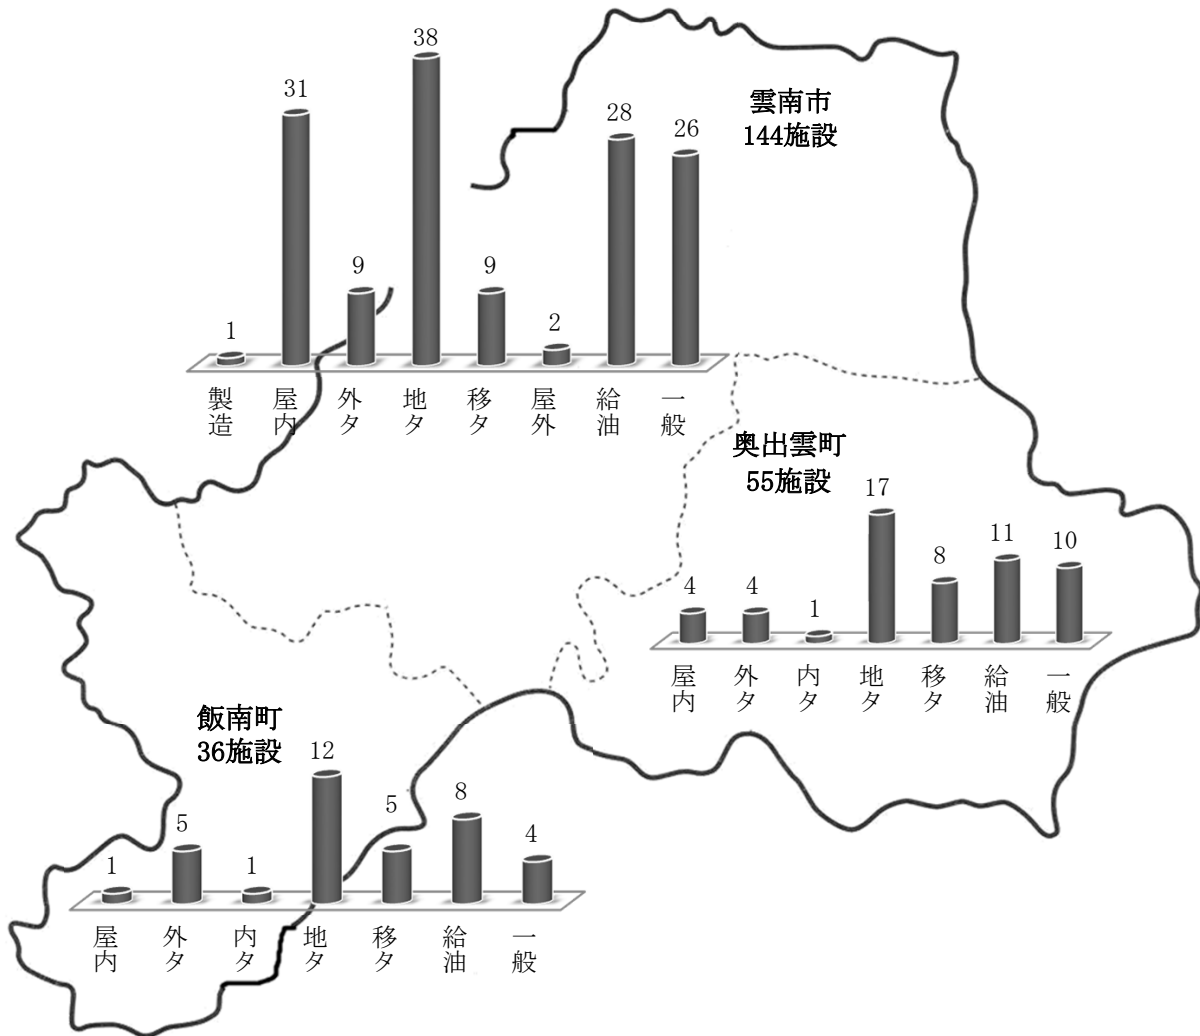 雲南市
144施設
1
31
9
38
9
2
28
26
製造
屋内
外タ
地タ
移タ
屋外
給油
一般
奥出雲町
55施設
4
4
1
17
8
11
10
屋内
外タ
内タ
地タ
移タ
給油
一般
飯南町
36施設
1
5
1
12
5
8
4
屋内
外タ
内タ
地タ
移タ
給油
一般